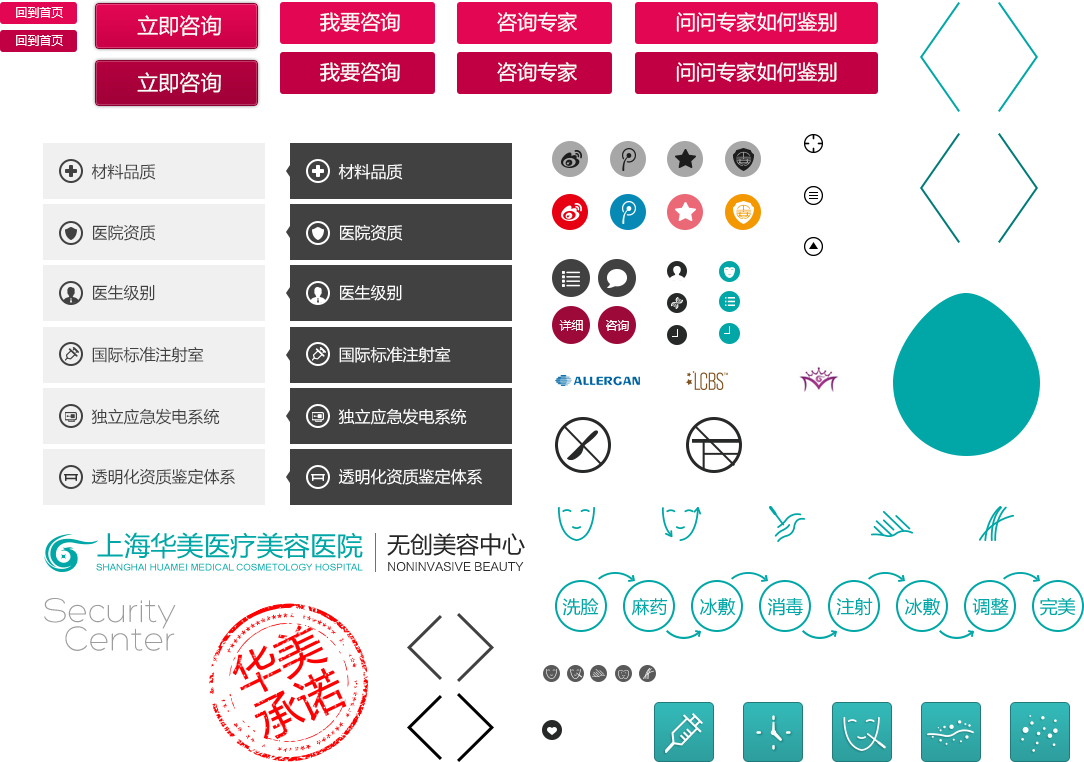 回到首页
回到首页
立即咨询
我要咨询
咨询专家
问问专家如何鉴别
立即咨询
我要咨询
咨询专家
问问专家如何鉴别
材料品质
医院资质
医生级别
国际标准注射室
独立应急发电系统
透明化资质鉴定体系
材料品质
医院资质
医生级别
国际标准注射室
独立应急发电系统
透明化资质鉴定体系
详细
咨询
ALLERGAN
LCBS™
上海华美医疗美容医院
SHANGHAI HUAMEI MEDICAL COSMETOLOGY HOSPITAL
无创美容中心
NONINVASIVE BEAUTY
洗脸
麻药
冰敷
消毒
注射
冰敷
调整
完美
Security
Center
华美
承诺